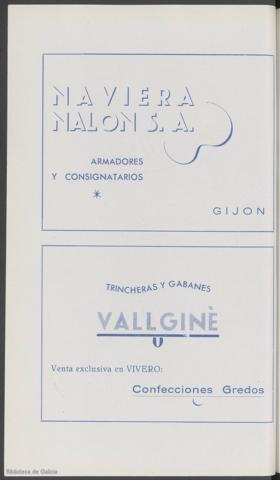 NAVIERA
NALON S. A.
ARMADORES
Y CONSIGNATARIOS
GIJON
TRINCHERAS Y GABANES
VALLGINÈ
Venta exclusiva en VIVERO:
Confecciones Gredos
Biblioteca de Galicia